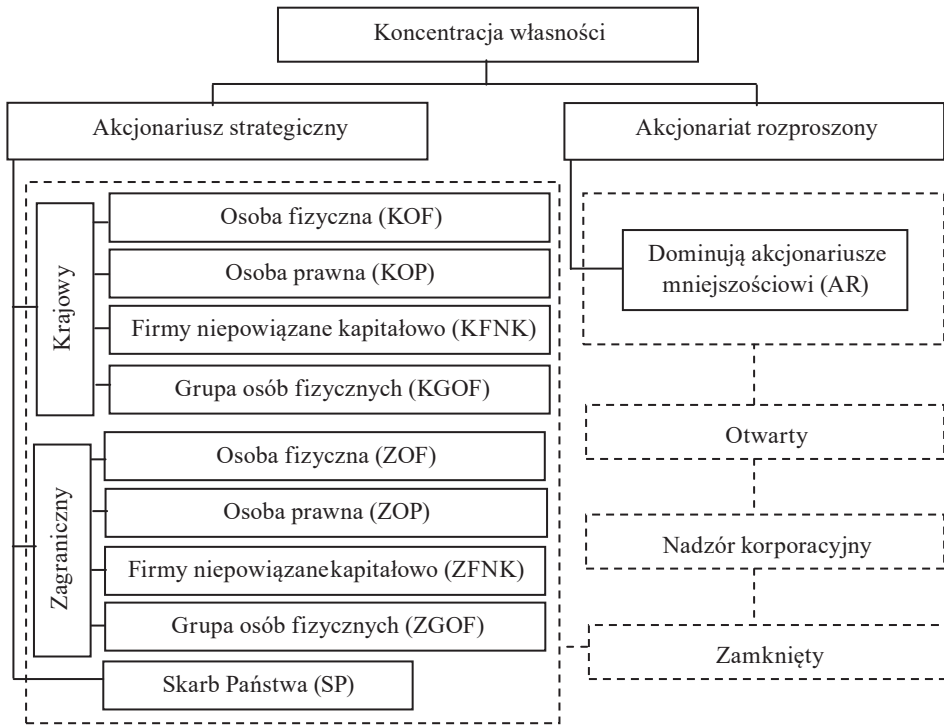 Koncentracja własności
Akcjonariusz strategiczny
Akcjonariat rozproszony
Krajowy
Osoba fizyczna (KOF)
Osoba prawna (KOP)
Firmy niepowiązane kapitałowo (KFNK)
Grupa osób fizycznych (KGOF)
Zagraniczny
Osoba fizyczna (ZOF)
Osoba prawna (ZOP)
Firmy niepowiązane kapitałowo (ZFNK)
Grupa osób fizycznych (ZGOF)
Skarb Państwa (SP)
Dominują akcjonariusze
mniejszościowi (AR)
Otwarty
Nadzór korporacyjny
Zamknięty